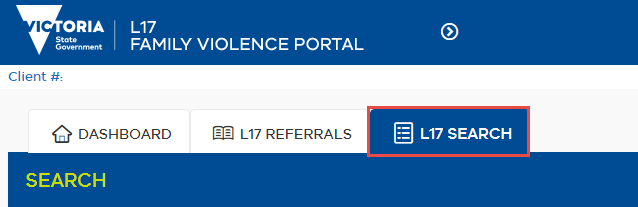 VICTORIA
State
Government
L17
FAMILY VIOLENCE PORTAL
Client #:
DASHBOARD
L17 REFERRALS
L17 SEARCH
SEARCH